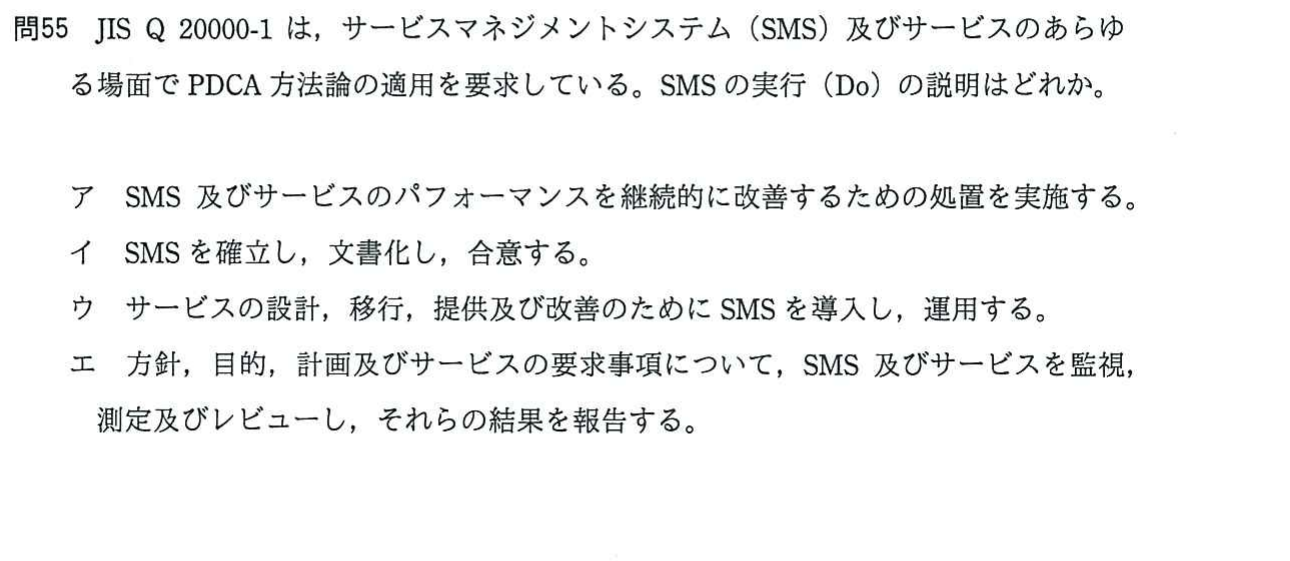 問55 JIS Q 20000-1 は，サービスマネジメントシステム（SMS）及びサービスのあらゆ
る場面で PDCA 方法論の適用を要求している。SMS の実行（Do）の説明はどれか。
ア SMS 及びサービスのパフォーマンスを継続的に改善するための処置を実施する。
イ SMS を確立し，文書化し，合意する。
ウ サービスの設計，移行，提供及び改善のために SMS を導入し，運用する。
エ 方針，目的，計画及びサービスの要求事項について，SMS 及びサービスを監視，
測定及びレビューし，それらの結果を報告する。